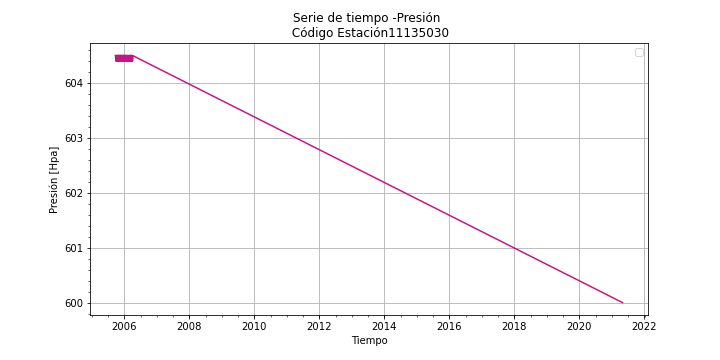 Serie de tiempo -Presión
Código Estación11135030
Presión [Hpa]
604
603
602
601
600
2006 2008 2010 2012 2014 2016 2018 2020 2022
Tiempo